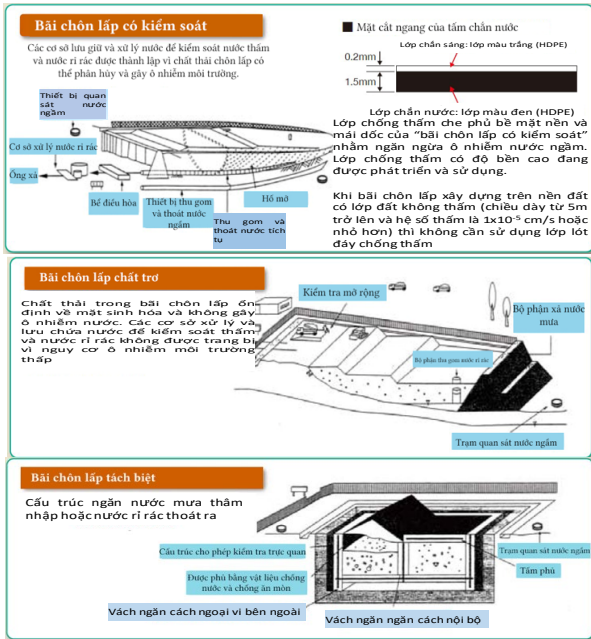 Bãi chôn lấp có kiểm soát
Các cơ sở lưu giữ và xử lý nước để kiểm soát nước thấm
và nước rỉ rác được thành lập vì chất thải chôn lấp có
thể phân hủy và gây ô nhiễm môi trường.
Mặt cắt ngang của tấm chắn nước
Lớp chắn sáng: lớp màu trắng (HDPE)
0.2mm
1.5mm
Lớp chắn nước: lớp màu đen (HDPE)
Thiết bị quan
sát nước
ngầm
Cơ sở xử lý nước rỉ rác
Ống xả
Bể điều hòa
Thiết bị thu gom
và thoát nước
ngầm
Hố mở
Thu gom và
thoát nước tích
tụ
Lớp chống thấm che phủ bề mặt nền và
mái dốc của “bãi chôn lấp có kiểm soát”
nhằm ngăn ngừa ô nhiễm nước ngầm.
Lớp chống thấm có độ bền cao đang
được phát triển và sử dụng.
Khi bãi chôn lấp xây dựng trên nền đất
có lớp đất không thấm (chiều dày từ 5m
trở lên và hệ số thấm là 1x10⁻⁵ cm/s hoặc
nhỏ hơn) thì không cần sử dụng lớp lót
đáy chống thấm
Bãi chôn lấp chất trơ
Chất thải trong bãi chôn lấp ổn
định về mặt sinh hóa và không gây
ô nhiễm nước. Các cơ sở xử lý và
lưu chứa nước để kiểm soát thấm
và nước rỉ rác không được trang bị
vì nguy cơ ô nhiễm môi trường
thấp
Kiểm tra mở rộng
Bộ phận xả nước
mưa
Bộ phận thu gom nước rỉ rác
Trạm quan sát nước ngầm
Bãi chôn lấp tách biệt
Cấu trúc ngăn nước mưa thâm
nhập hoặc nước rỉ rác thoát ra
Cấu trúc cho phép kiểm tra trực quan
Trạm quan sát nước ngầm
Tấm phủ
Được phủ bằng vật liệu chống
nước và chống ăn mòn
Vách ngăn cách ngoại vi bên ngoài
Vách ngăn ngăn cách nội bộ